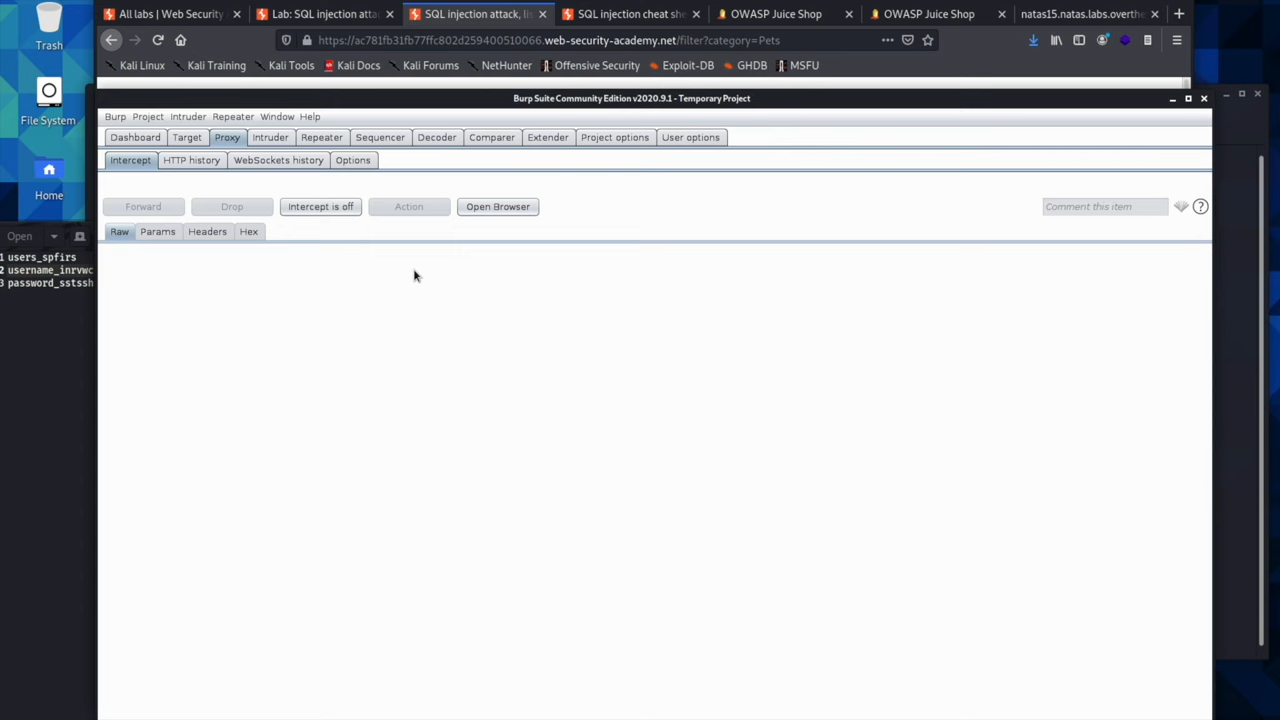 Trash
File System
Home
All labs | Web Security
Lab: SQL injection atta
SQL injection attack, lis
SQL injection cheat she
OWASP Juice Shop
OWASP Juice Shop
natas15.natas.labs.overthe
https://ac781fb31fb77ffc802d259400510066.web-security-academy.net/filter?category=Pets
Kali Linux
Kali Training
Kali Tools
Kali Docs
Kali Forums
NetHunter
Offensive Security
Exploit-DB
GHDB
MSFU
Burp Suite Community Edition v2020.9.1 - Temporary Project
Burp Project Intruder Repeater Window Help
Dashboard Target Proxy Intruder Repeater Sequencer Decoder Comparer Extender Project options User options
Intercept HTTP history WebSockets history Options
Forward Drop Intercept is off Action Open Browser Comment this item ?
Raw Params Headers Hex
Open
1 users_spfirs
2 username_inrvwc
3 password_sstssh